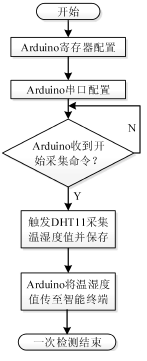 开始
Arduino寄存器配置
Arduino串口配置
Arduino收到开
始采集命令？
N
Y
触发DHT11采集
温湿度值并保存
Arduino将温湿度
值传至智能终端
一次检测结束